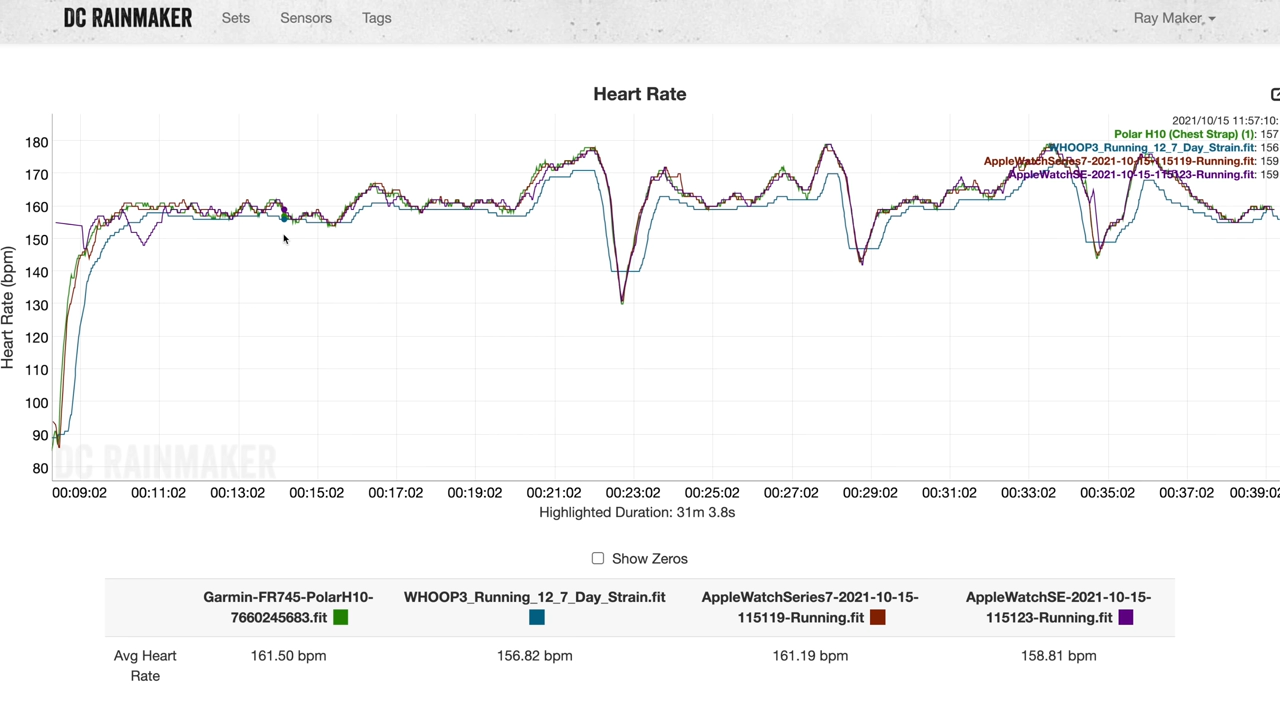 DC RAINMAKER Sets Sensors Tags Ray Maker
Heart Rate
2021/10/15 11:57:10:
Polar H10 (Chest Strap) (1): 157
WHOOP3_Running_12_7_Day_Strain.fit: 156
AppleWatchSeries7-2021-10-15-115119-Running.fit: 159
AppleWatchSE-2021-10-15-115123-Running.fit: 159
Heart Rate (bpm)
180
170
160
150
140
130
120
110
100
90
80
DC RAINMAKER
00:09:02 00:11:02 00:13:02 00:15:02 00:17:02 00:19:02 00:21:02 00:23:02 00:25:02 00:27:02 00:29:02 00:31:02 00:33:02 00:35:02 00:37:02 00:39:02
Highlighted Duration: 31m 3.8s
Show Zeros
Garmin-FR745-PolarH10-
7660245683.fit
WHOOP3_Running_12_7_Day_Strain.fit
AppleWatchSeries7-2021-10-15-
115119-Running.fit
AppleWatchSE-2021-10-15-
115123-Running.fit
Avg Heart
Rate
161.50 bpm
156.82 bpm
161.19 bpm
158.81 bpm